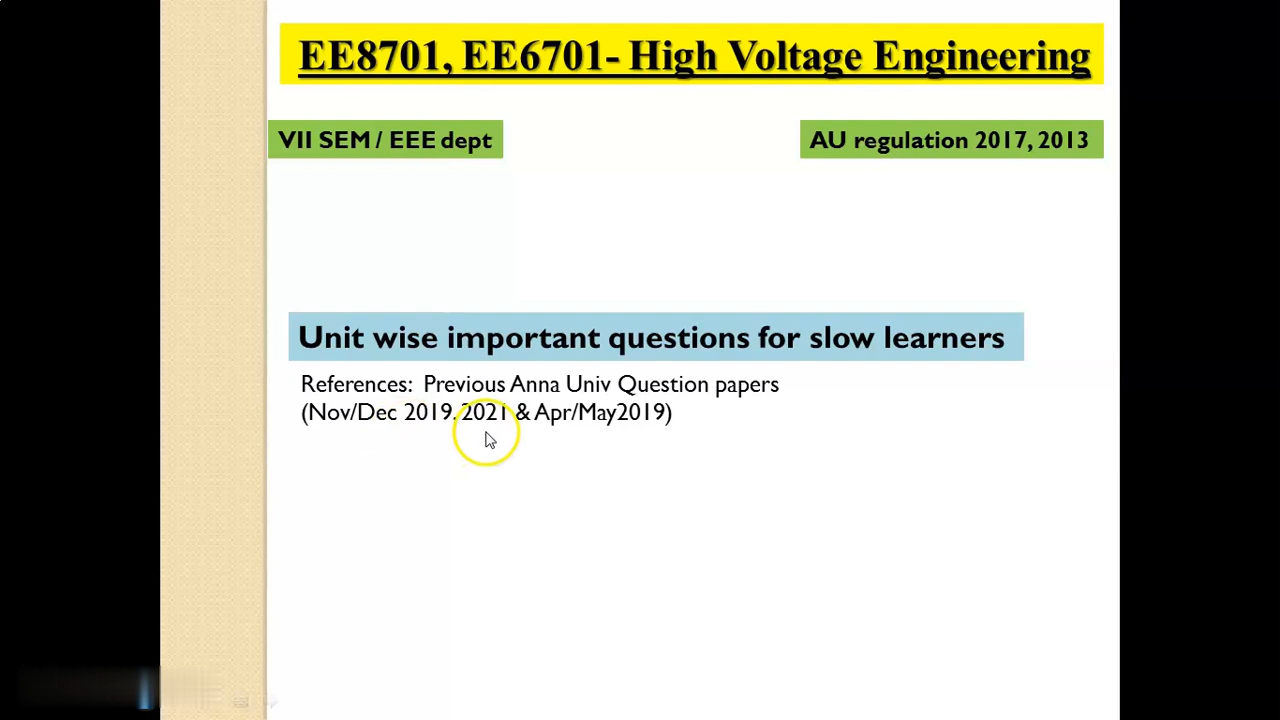 EE8701, EE6701- High Voltage Engineering
VII SEM / EEE dept
AU regulation 2017, 2013
Unit wise important questions for slow learners
References: Previous Anna Univ Question papers
(Nov/Dec 2019. 2021 & Apr/May2019)